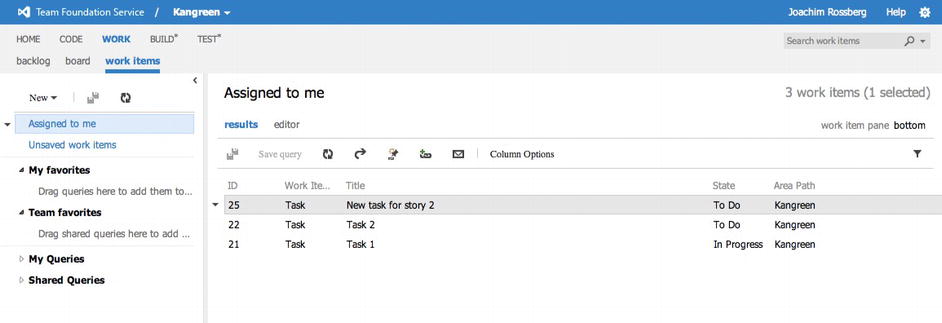 Team Foundation Service / Kangreen Joachim Rossberg Help
HOME CODE WORK BUILD* TEST* Search work items
backlog board work items
New
Assigned to me
Unsaved work items
My favorites
Drag queries here to add them to...
Team favorites
Drag shared queries here to add ...
My Queries
Shared Queries
Assigned to me 3 work items (1 selected)
results editor work item pane bottom
Save query Column Options
ID Work Ite... Title State Area Path
25 Task New task for story 2 To Do Kangreen
22 Task Task 2 To Do Kangreen
21 Task Task 1 In Progress Kangreen